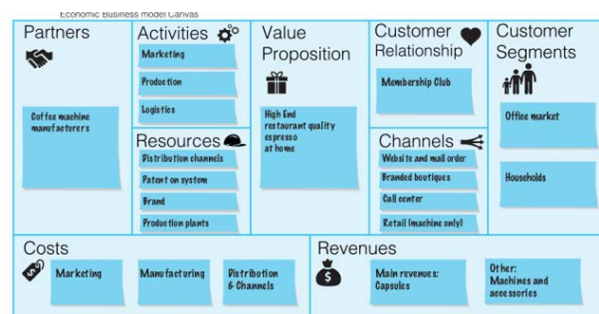 Economic Business model Canvas
Partners
Coffee machine
manufacturers
Activities
Marketing
Production
Logistics
Resources
Distribution channels
Patent on system
Brand
Production plants
Value
Proposition
High End
restaurant quality
espresso
at home
Customer
Relationship
Membership Club
Channels
Website and mail order
Branded boutiques
Call center
Retail (machine only)
Customer
Segments
Office market
Households
Costs
Marketing
Manufacturing
Distribution
& Channels
Revenues
Main revenues:
Capsules
Other:
Machines and
accessories